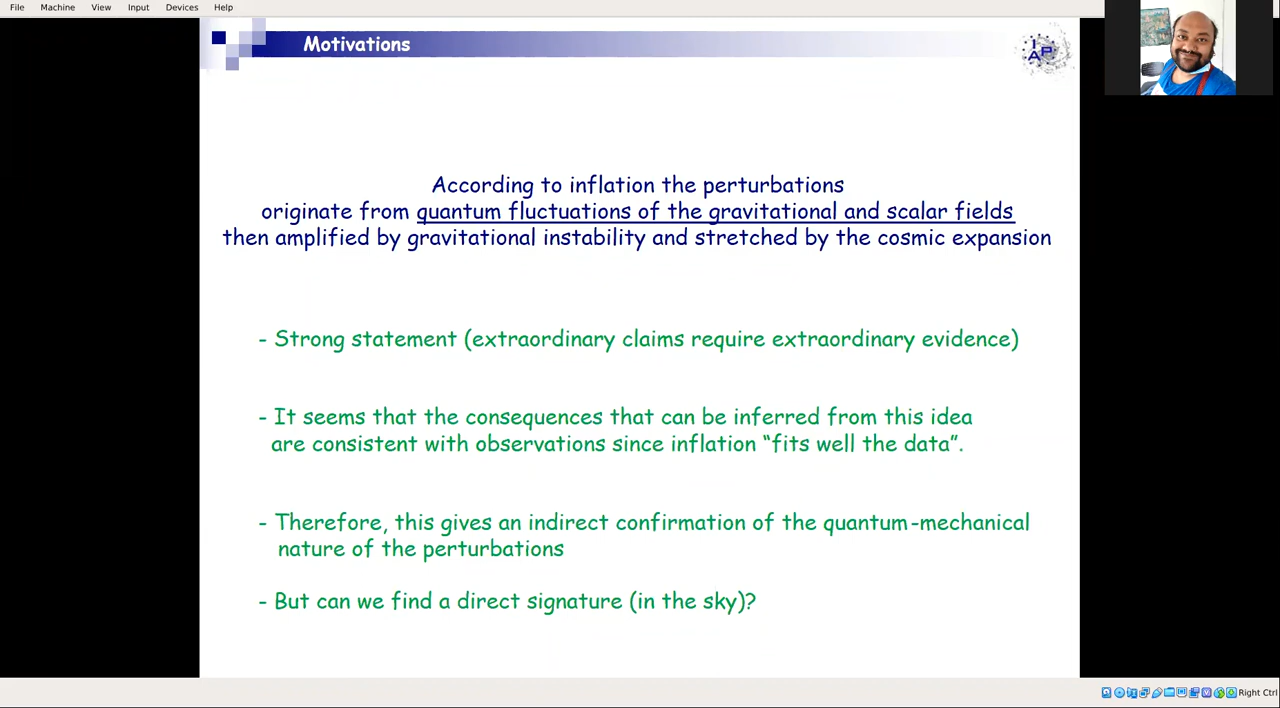 File Machine View Input Devices Help
Motivations
IAP
According to inflation the perturbations
originate from quantum fluctuations of the gravitational and scalar fields
then amplified by gravitational instability and stretched by the cosmic expansion
- Strong statement (extraordinary claims require extraordinary evidence)
- It seems that the consequences that can be inferred from this idea
are consistent with observations since inflation “fits well the data”.
- Therefore, this gives an indirect confirmation of the quantum-mechanical
nature of the perturbations
- But can we find a direct signature (in the sky)?
Right Ctrl